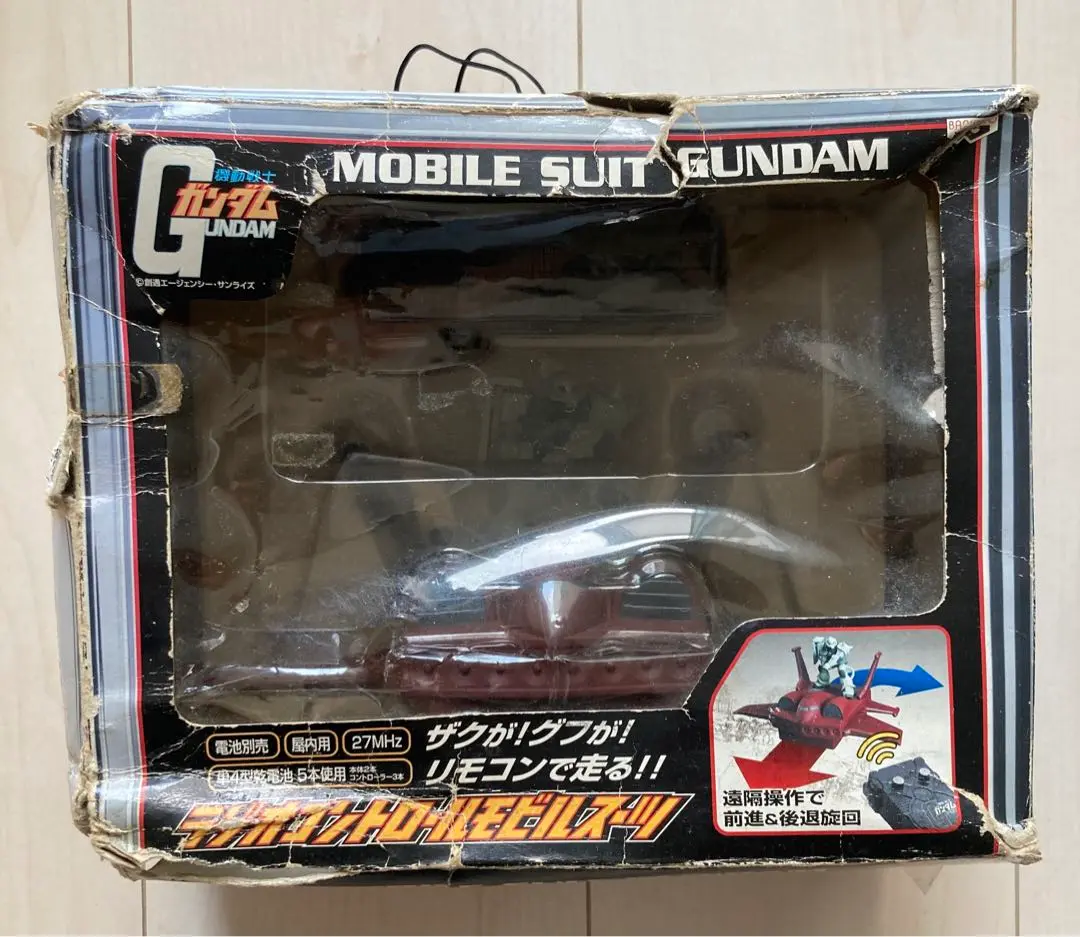 MOBILE SUIT GUNDAM
機動戦士
ガンダム
GUNDAM
©創通エージェンシー・サンライズ
電池別売
屋内用
27MHz
単4型乾電池 5本使用
本体2本
コントローラー3本
ザクが!グフが!
リモコンで走る!!
ラジオコントロールモビルスーツ
遠隔操作で
前進&後退旋回
ガンダム